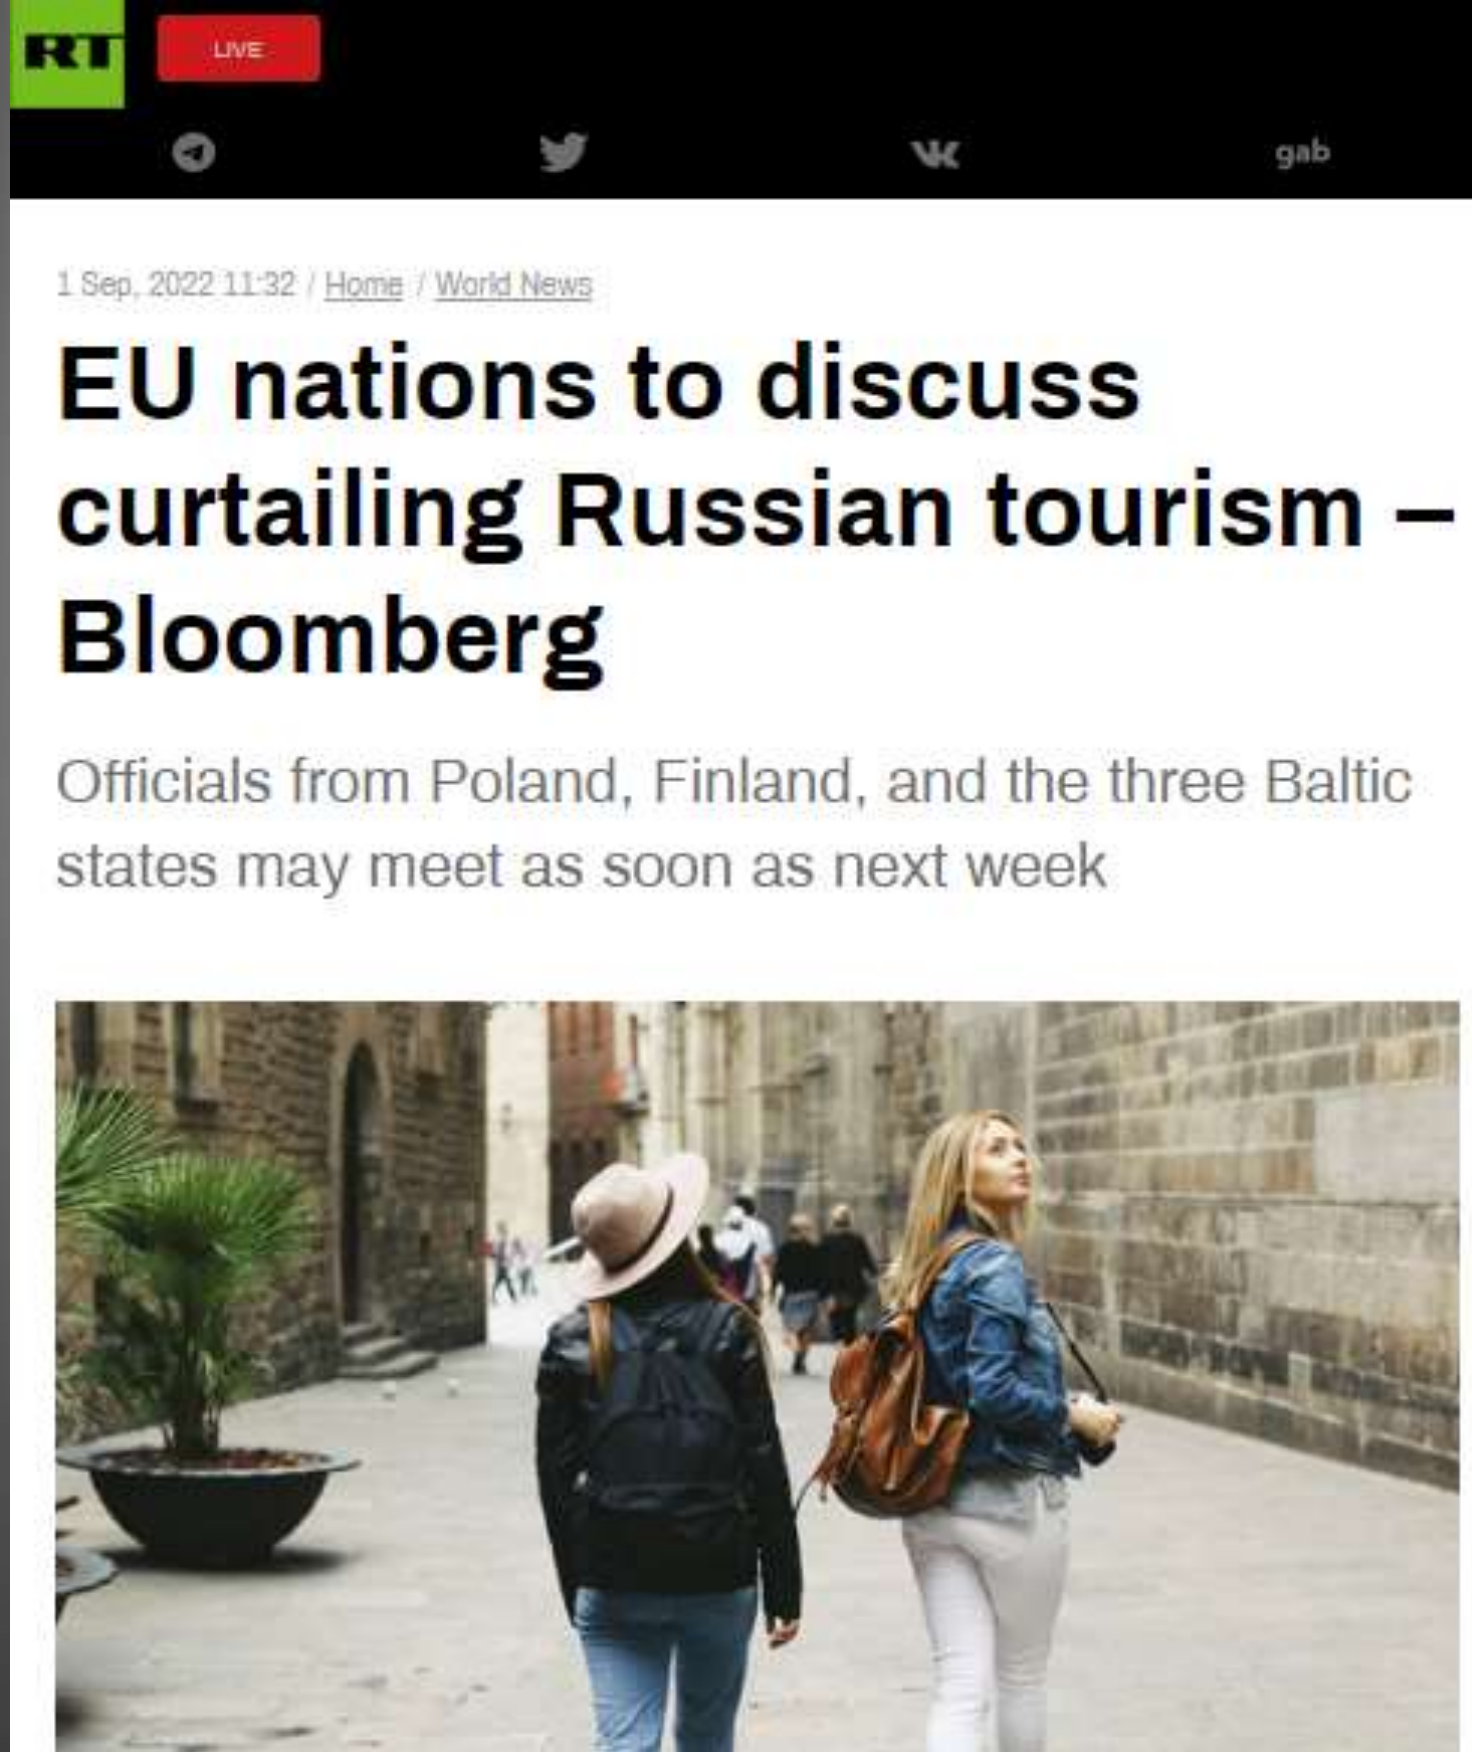 RT
LIVE
gab
1 Sep, 2022 11:32 / Home / World News
EU nations to discuss
curtailing Russian tourism –
Bloomberg
Officials from Poland, Finland, and the three Baltic
states may meet as soon as next week